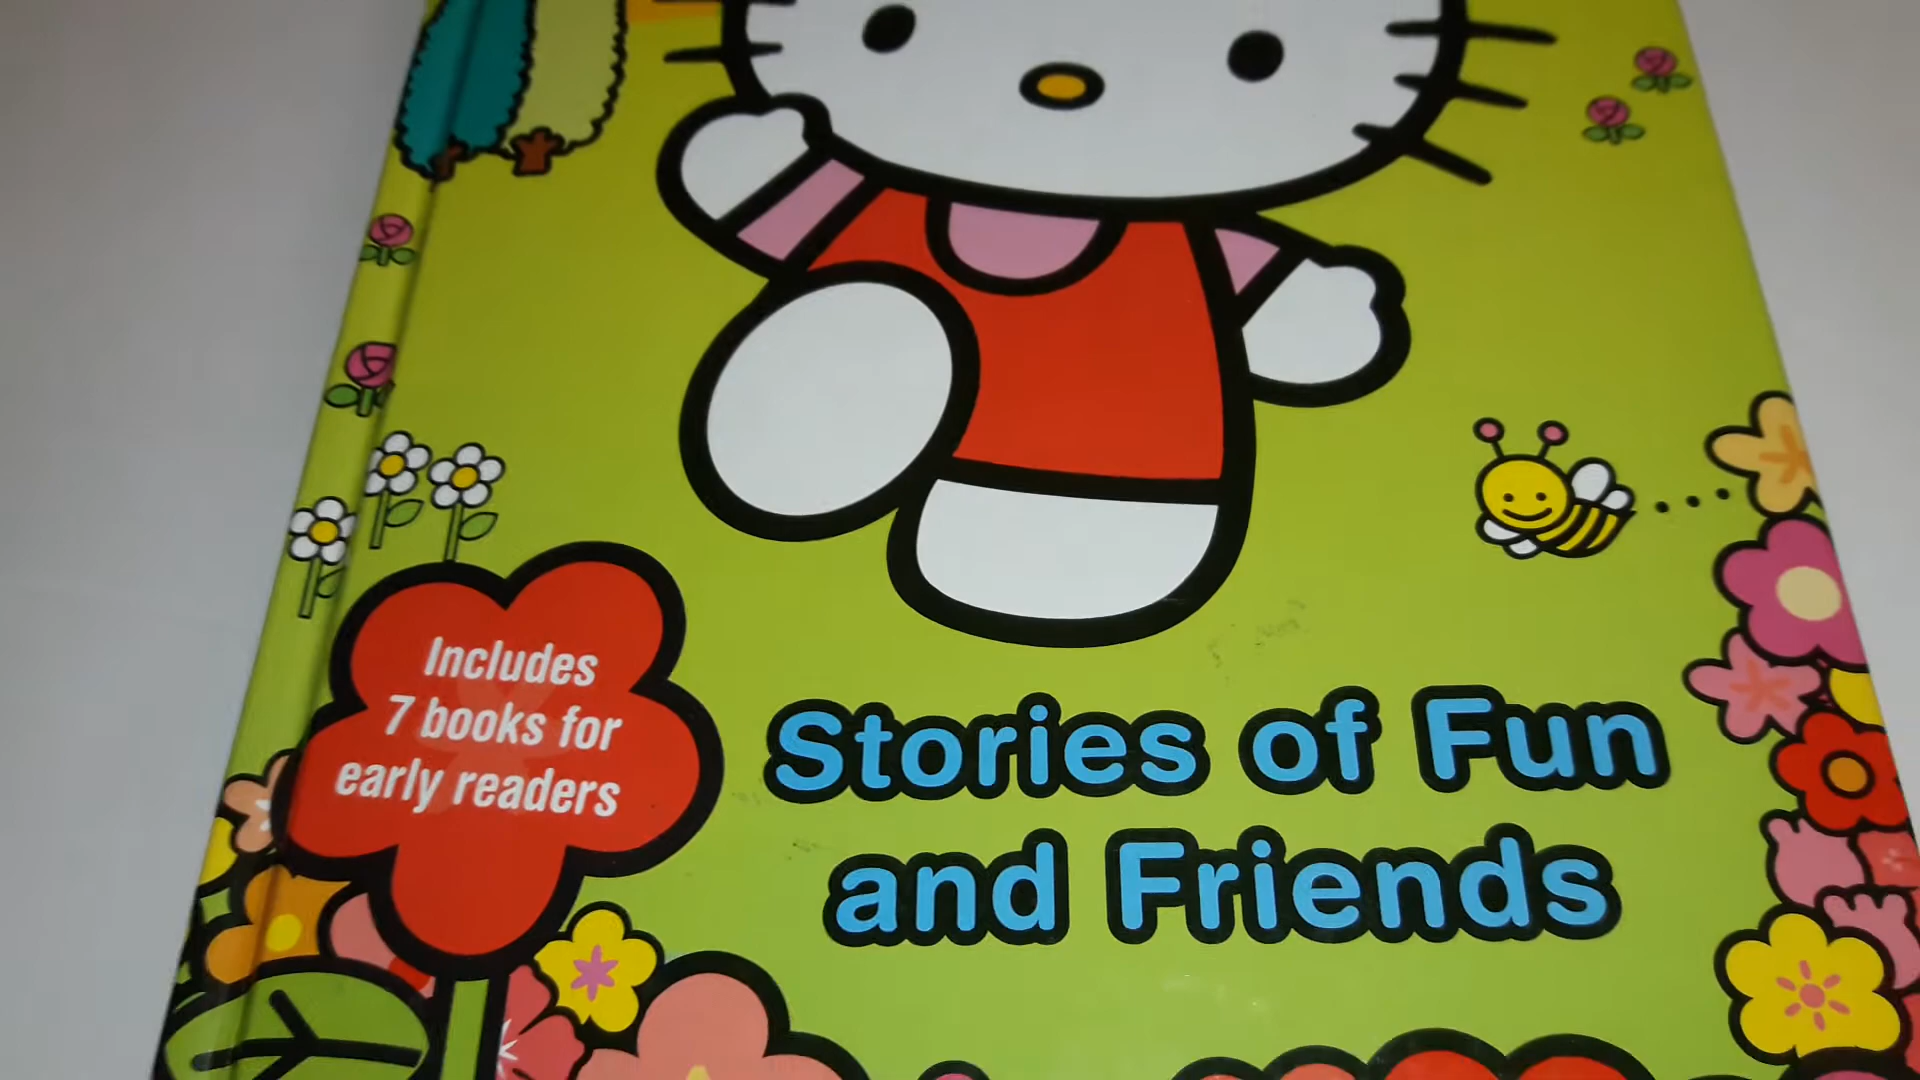 Includes
7 books for
early readers
Stories of Fun
and Friends